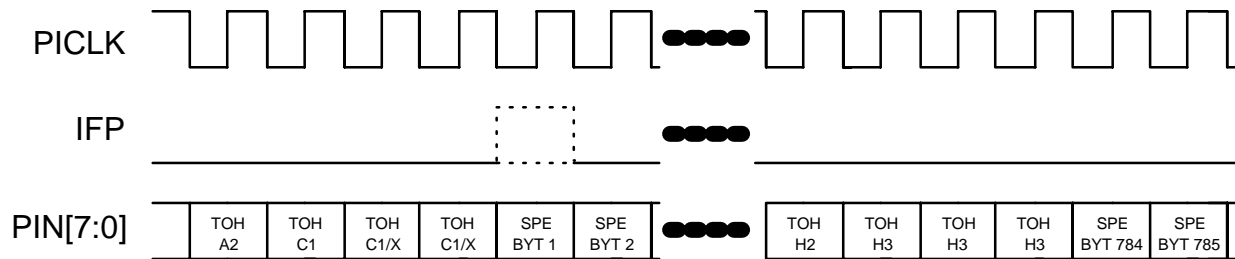 PICLK
IFP
PIN[7:0]
TOH
A2
TOH
C1
TOH
C1/X
TOH
C1/X
SPE
BYT 1
SPE
BYT 2
TOH
H2
TOH
H3
TOH
H3
TOH
H3
SPE
BYT 784
SPE
BYT 785